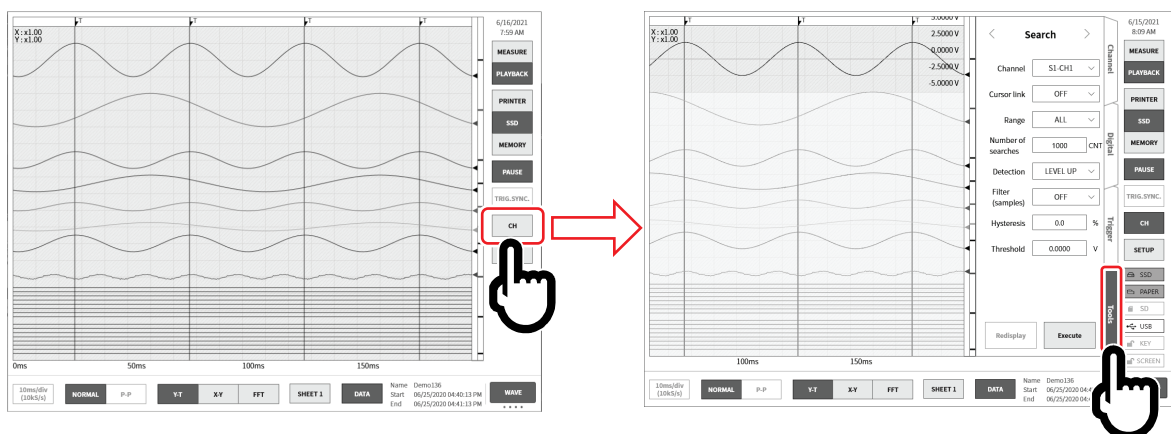 T
T
T
T
X: x1.00
Y: x1.00
6/16/2021
7:59 AM
MEASURE
PLAYBACK
PRINTER
SSD
MEMORY
PAUSE
TRIG.SYNC.
CH
0ms
50ms
100ms
150ms
10ms/div
(10kS/s)
NORMAL
P-P
Y-T
X-Y
FFT
SHEET 1
DATA
Name Demo136
Start 06/25/2020 04:40:13 PM
End 06/25/2020 04:41:13 PM
WAVE
T
T
T
X: x1.00
Y: x1.00
5.0000 V
2.5000 V
0.0000 V
-2.5000 V
-5.0000 V
100ms
150ms
< Search >
Channel S1-CH1
Cursor link OFF
Range ALL
Number of
searches 1000 CNT
Detection LEVEL UP
Filter
(samples) OFF
Hysteresis 0.0 %
Threshold 0.0000 V
Redisplay
Execute
Channel
Digital
Trigger
Tools
6/15/2021
8:09 AM
MEASURE
PLAYBACK
PRINTER
SSD
MEMORY
PAUSE
TRIG.SYNC.
CH
SETUP
SSD
PAPER
SD
USB
KEY
SCREEN
10ms/div
(10kS/s)
NORMAL
P-P
Y-T
X-Y
FFT
SHEET 1
DATA
Name Demo136
Start 06/25/2020 04:4
End 06/25/2020 04: